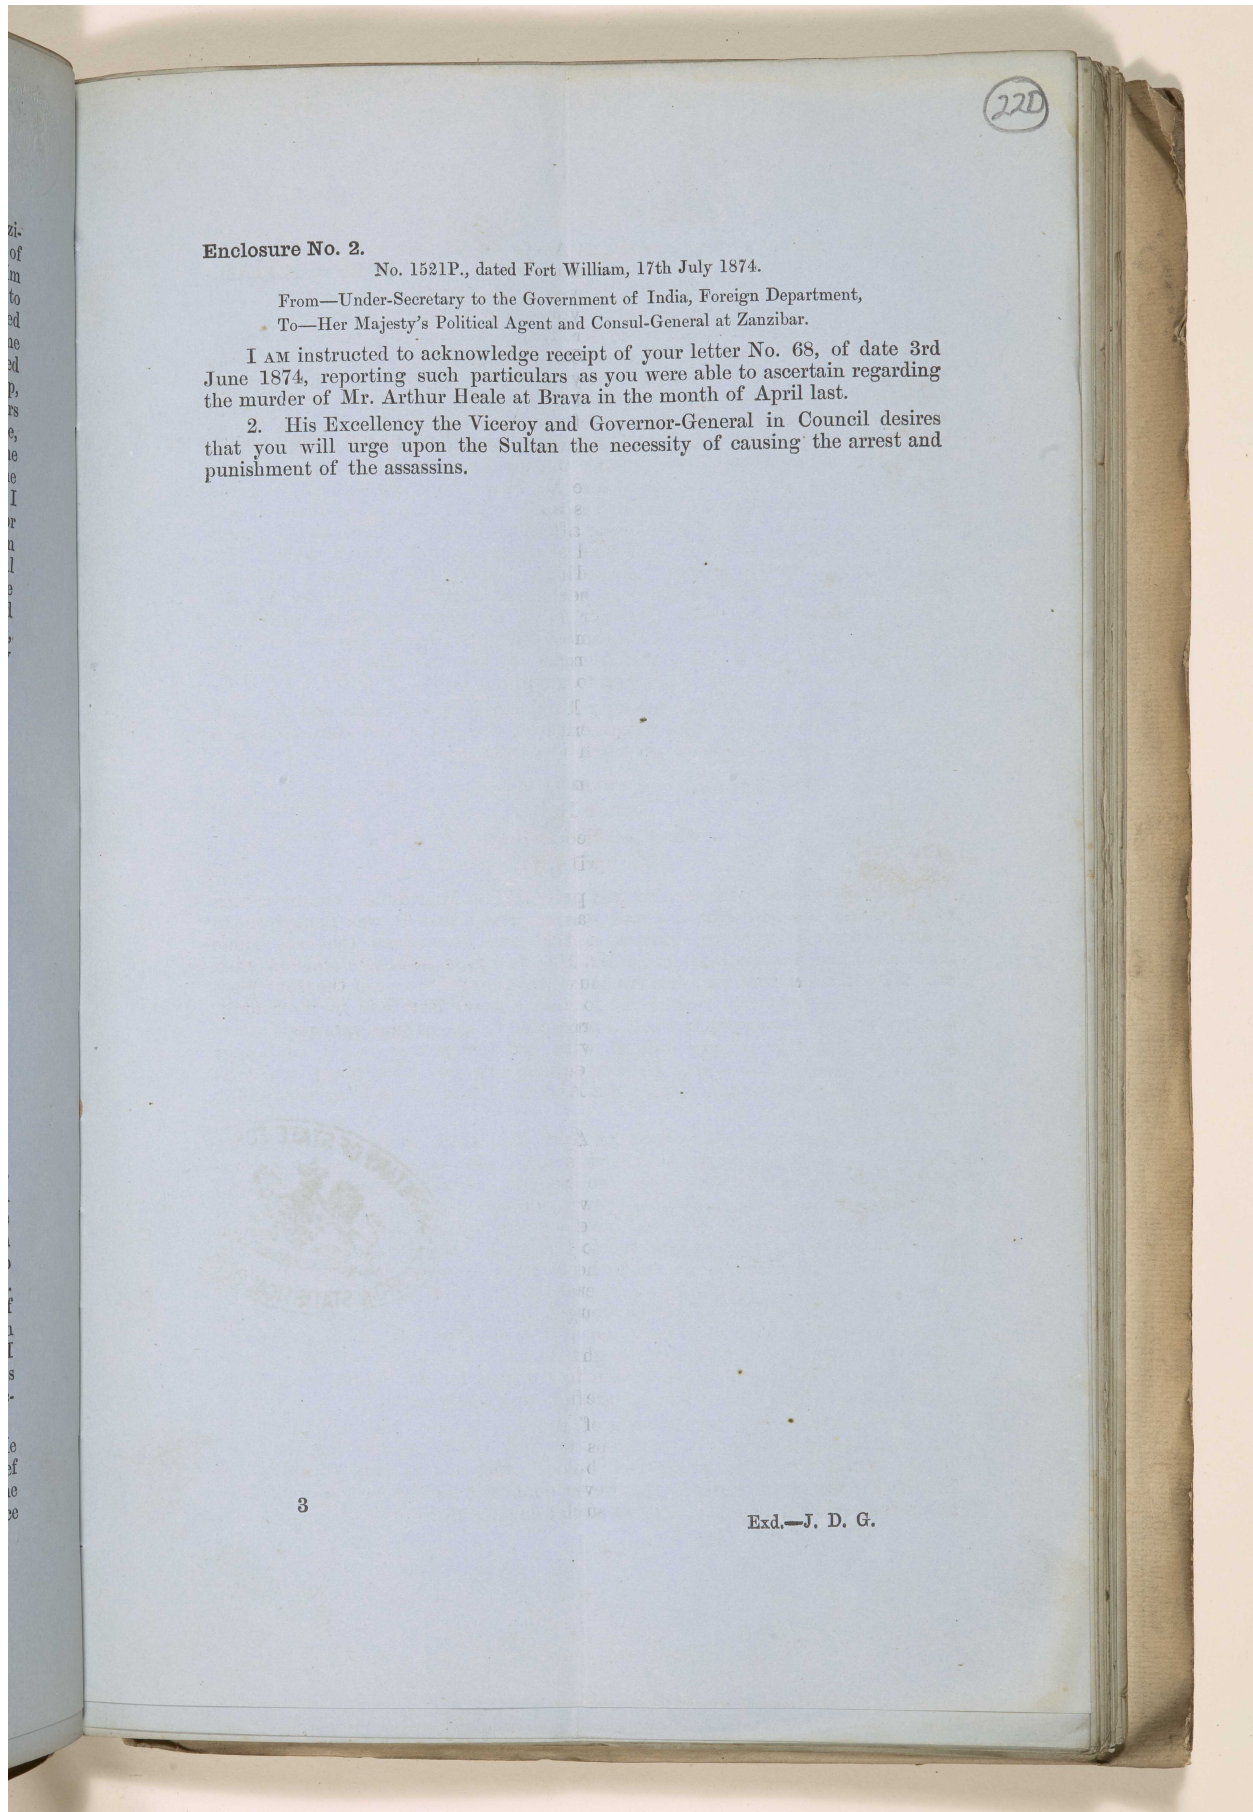 22D
Enclosure No. 2.
No. 1521P., dated Fort William, 17th July 1874.
From—Under-Secretary to the Government of India, Foreign Department,
To—Her Majesty's Political Agent and Consul-General at Zanzibar.
I AM instructed to acknowledge receipt of your letter No. 68, of date 3rd
June 1874, reporting such particulars as you were able to ascertain regarding
the murder of Mr. Arthur Heale at Brava in the month of April last.
2. His Excellency the Viceroy and Governor-General in Council desires
that you will urge upon the Sultan the necessity of causing the arrest and
punishment of the assassins.
3
Exd.—J. D. G.